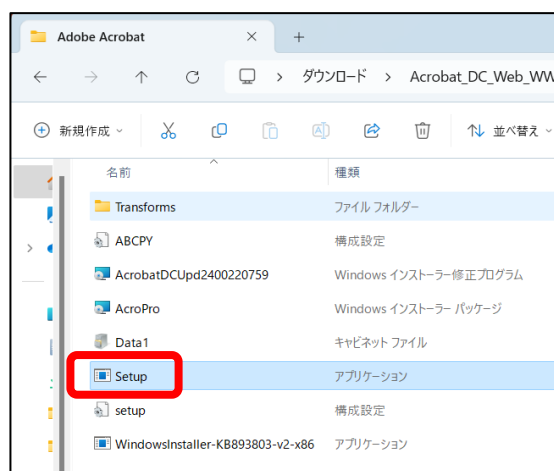 Adobe Acrobat
ダウンロード > Acrobat_DC_Web_WW
新規作成 並べ替え
名前 種類
Transforms ファイル フォルダー
ABCPY 構成設定
AcrobatDCUpd2400220759 Windows インストーラー修正プログラム
AcroPro Windows インストーラー パッケージ
Data1 キャビネット ファイル
Setup アプリケーション
setup 構成設定
WindowsInstaller-KB893803-v2-x86 アプリケーション